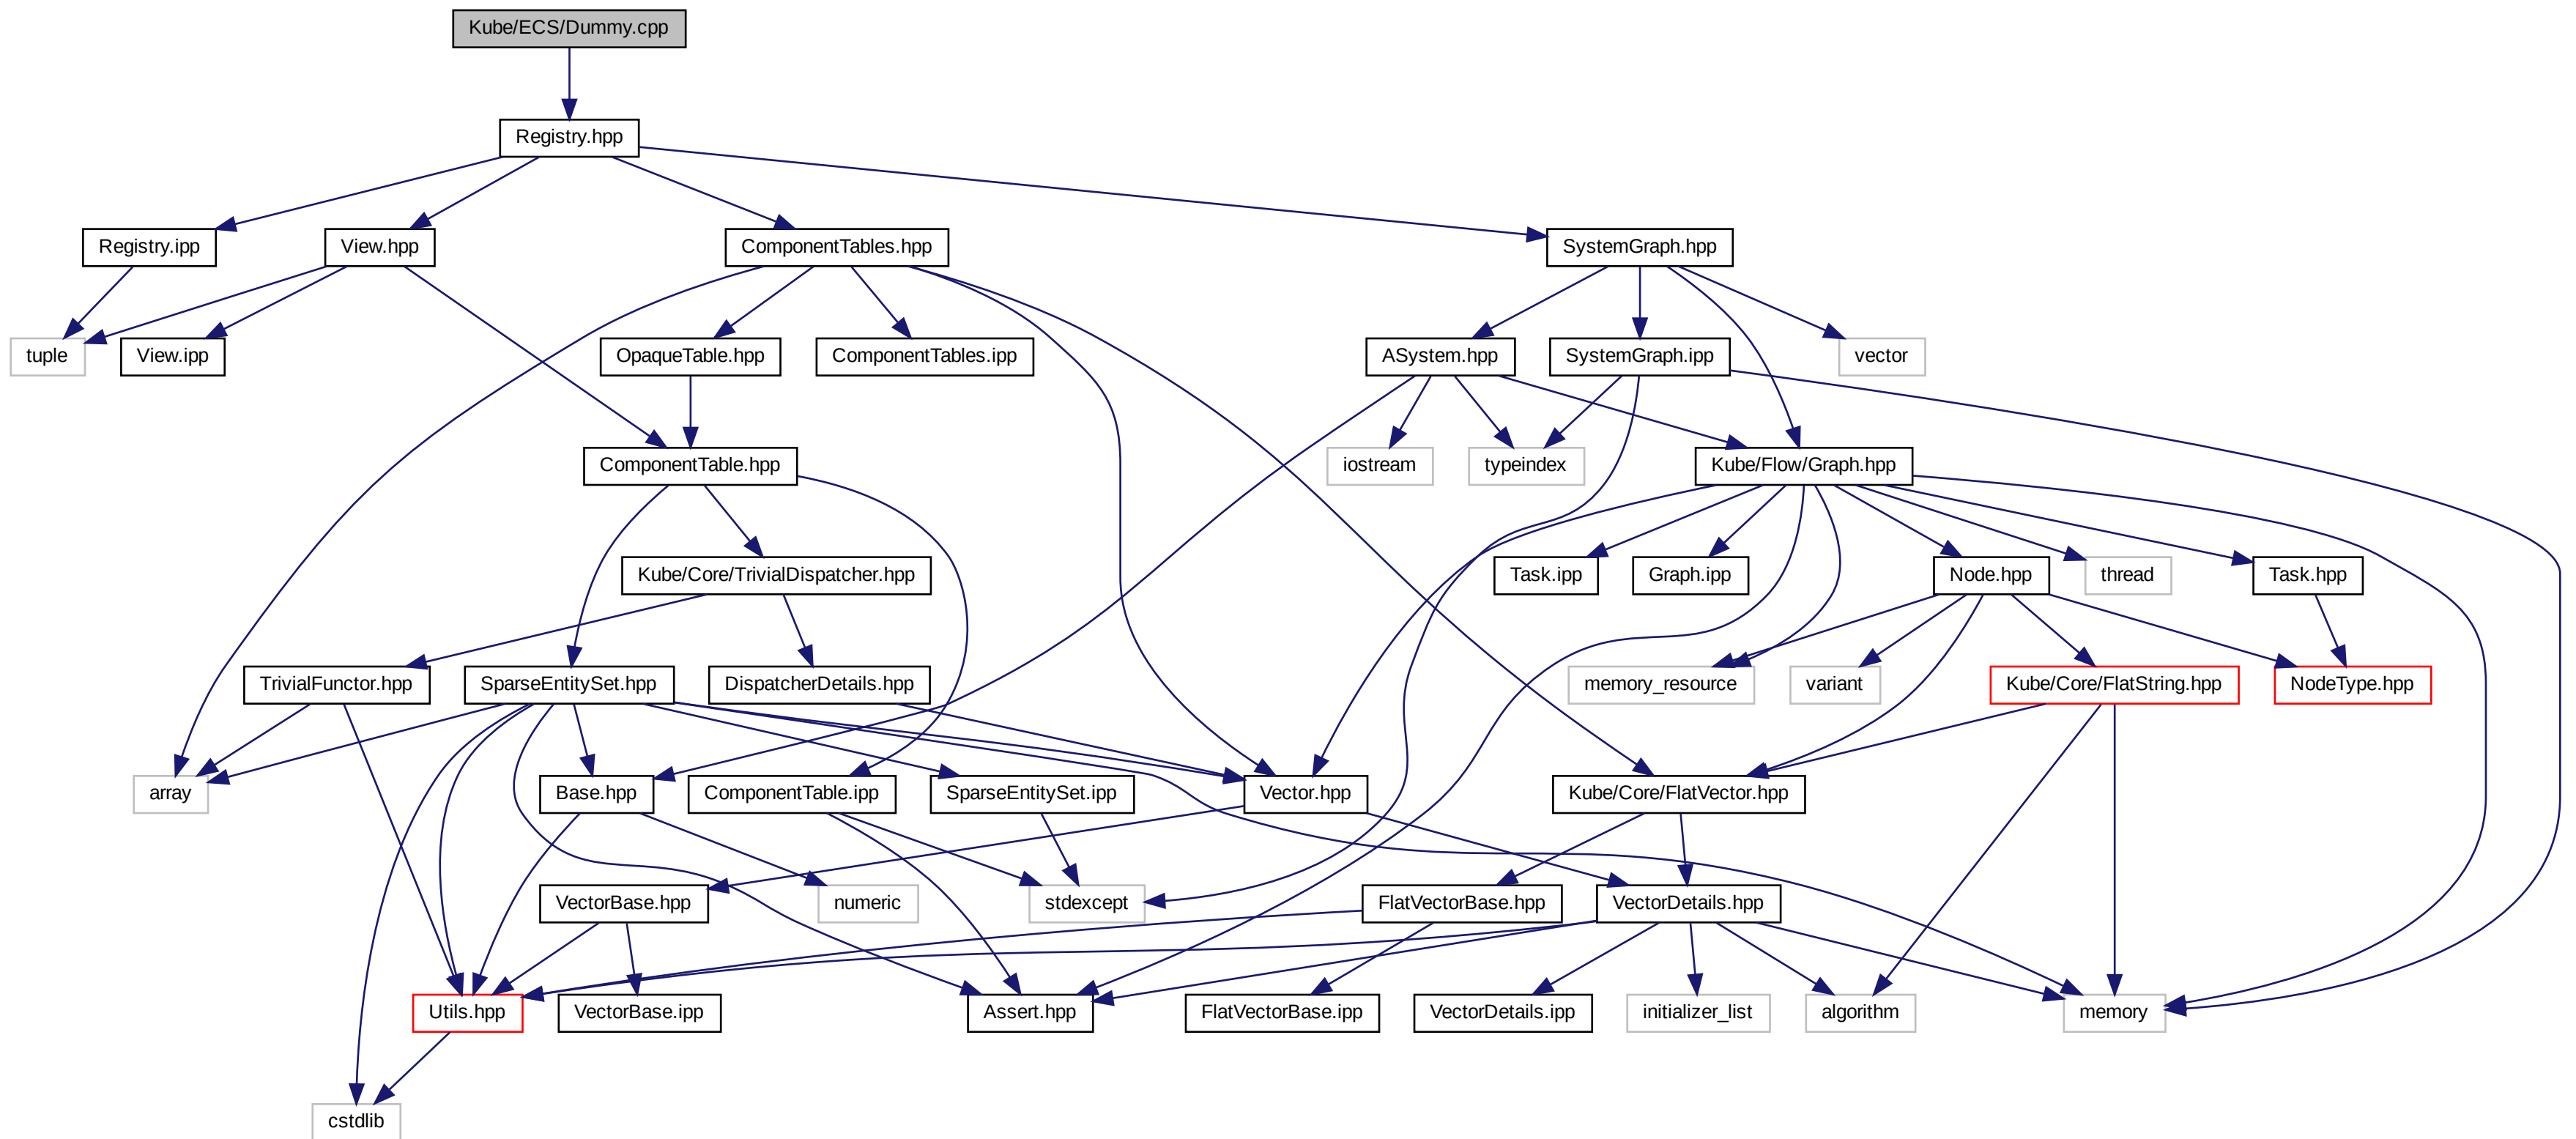 Kube/ECS/Dummy.cpp
Registry.hpp
Registry.ipp
View.hpp
ComponentTables.hpp
SystemGraph.hpp
tuple
View.ipp
OpaqueTable.hpp
ComponentTables.ipp
ASystem.hpp
SystemGraph.ipp
vector
ComponentTable.hpp
iostream
typeindex
Kube/Flow/Graph.hpp
Kube/Core/TrivialDispatcher.hpp
Task.ipp
Graph.ipp
Node.hpp
thread
Task.hpp
TrivialFunctor.hpp
SparseEntitySet.hpp
DispatcherDetails.hpp
memory_resource
variant
Kube/Core/FlatString.hpp
NodeType.hpp
array
Base.hpp
ComponentTable.ipp
SparseEntitySet.ipp
Vector.hpp
Kube/Core/FlatVector.hpp
VectorBase.hpp
numeric
stdexcept
FlatVectorBase.hpp
VectorDetails.hpp
Utils.hpp
VectorBase.ipp
Assert.hpp
FlatVectorBase.ipp
VectorDetails.ipp
initializer_list
algorithm
memory
cstdlib